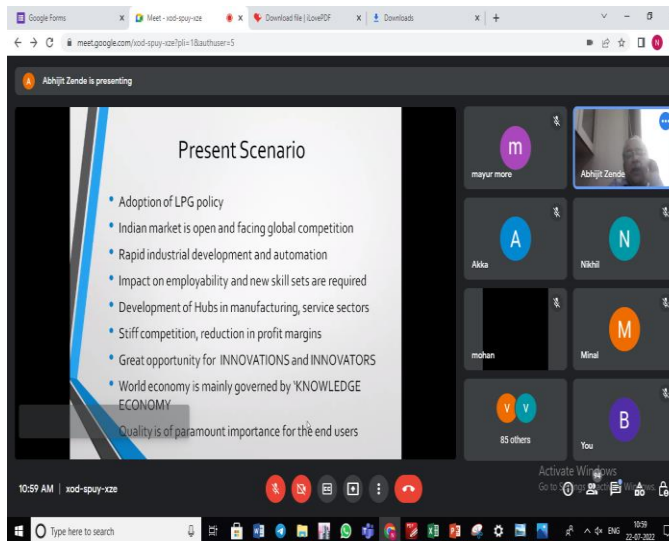 Google Forms
Meet - xod-spuy-xze
Download file | iLovePDF
Downloads
meet.google.com/xod-spuy-xze?pli=1&authuser=5
N
A
Abhijit Zende is presenting
Present Scenario
Adoption of LPG policy
Indian market is open and facing global competition
Rapid industrial development and automation
Impact on employability and new skill sets are required
Development of Hubs in manufacturing, service sectors
Stiff competition, reduction in profit margins
Great opportunity for INNOVATIONS and INNOVATORS
World economy is mainly governed by 'KNOWLEDGE
ECONOMY
Quality is of paramount importance for the end users
m
mayur more
Abhijit Zende
A
Akka
N
Nikhil
mohan
M
Minal
V V
85 others
B
You
Activate Windows
Go to Settings to activate Windows.
10:59 AM | xod-spuy-xze
Type here to search
ENG
10:59
22-07-2022